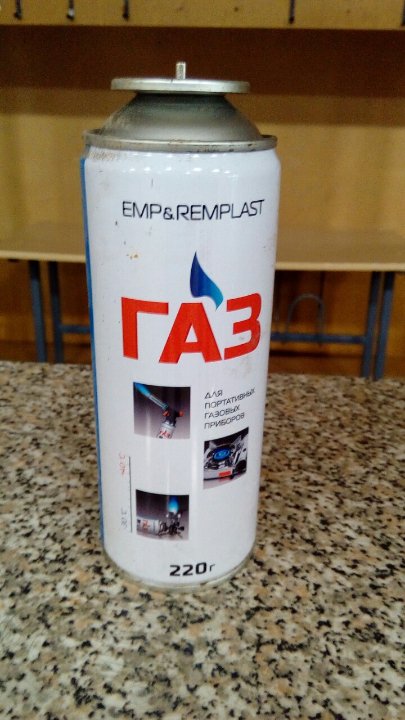 EMP&REMPLAST
ГАЗ
ДЛЯ
ПОРТАТИВНЫХ
ГАЗОВЫХ
ПРИБОРОВ
220г